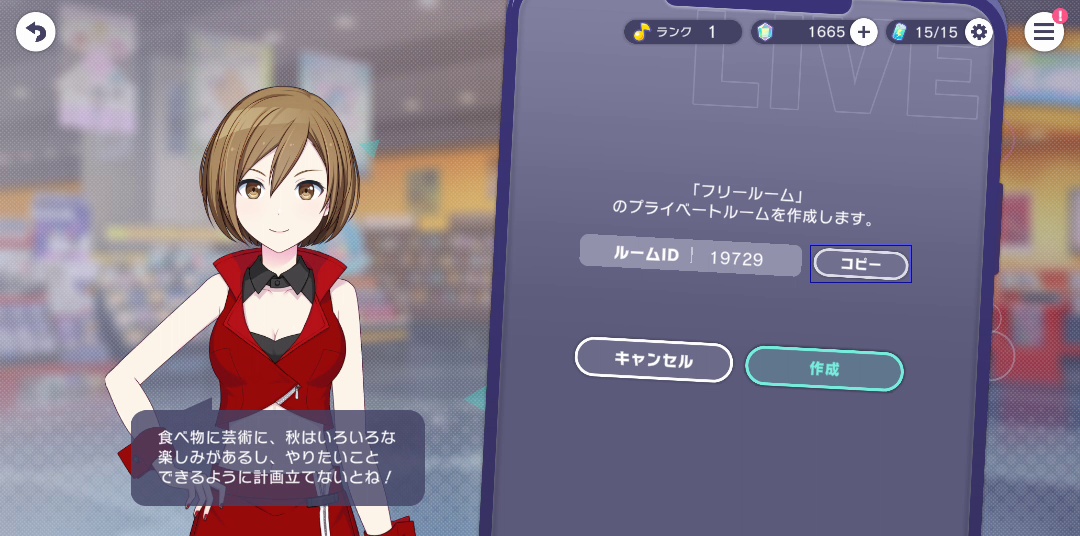 ランク 1
1665
15/15
!
LIVE
「フリールーム」
のプライベートルームを作成します。
ルームID 19729
コピー
キャンセル
作成
食べ物に芸術に、秋はいろいろな
楽しみがあるし、やりたいこと
できるように計画立てないとね！